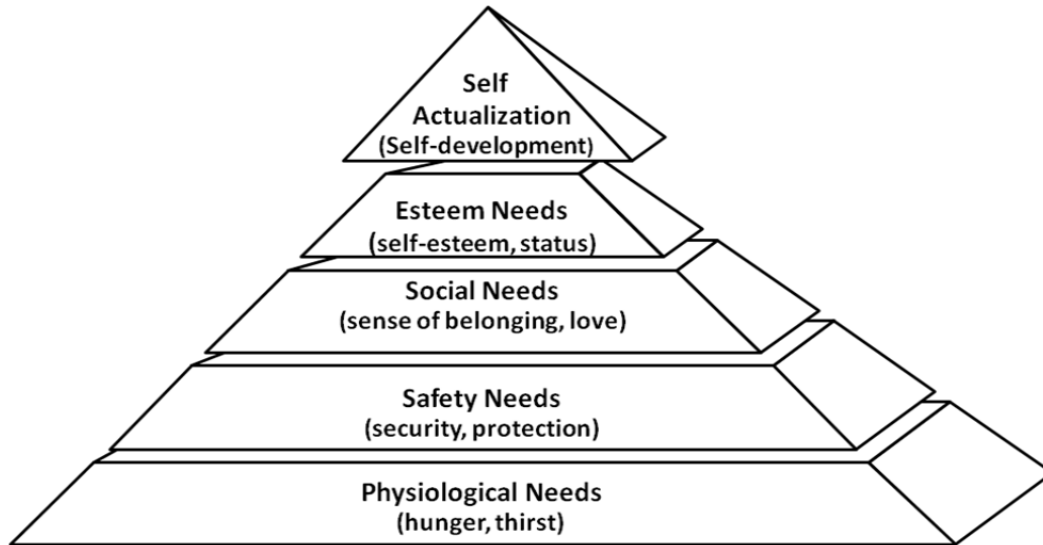 Self
Actualization
(Self-development)
Esteem Needs
(self-esteem, status)
Social Needs
(sense of belonging, love)
Safety Needs
(security, protection)
Physiological Needs
(hunger, thirst)